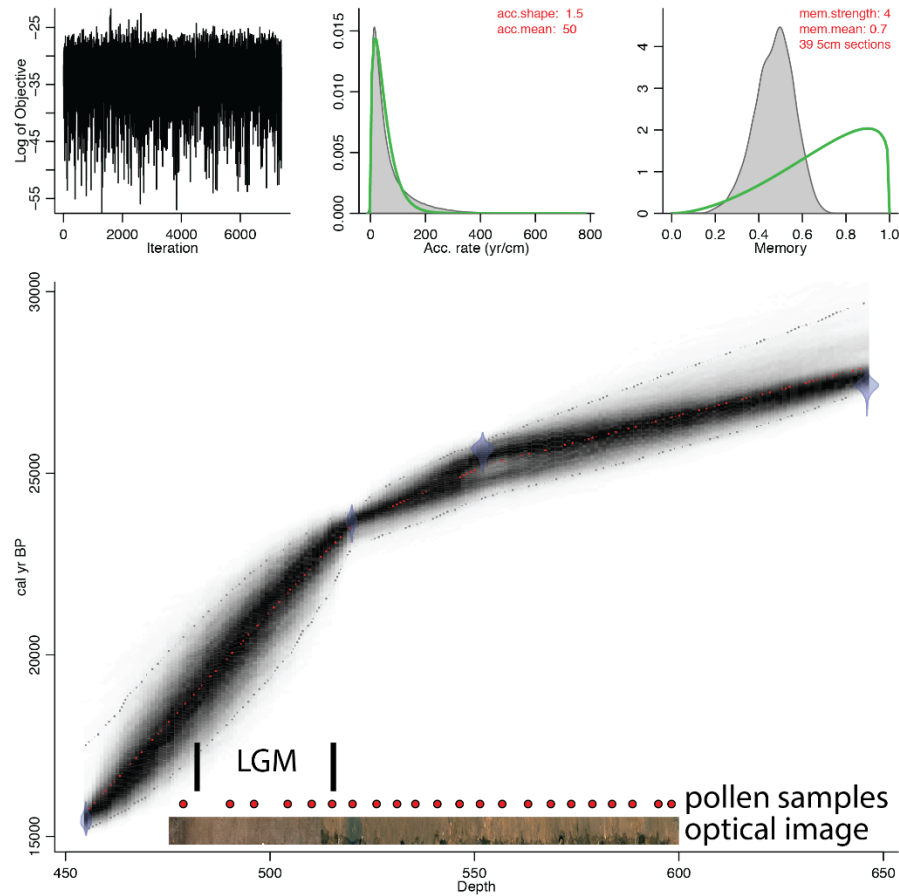 Log of Objective
-55
-45
-35
-25
0
2000
4000
6000
Iteration
acc.shape: 1.5
acc.mean: 50
0.000
0.005
0.010
0.015
0
200
400
600
800
Acc. rate (yr/cm)
mem.strength: 4
mem.mean: 0.7
39 5cm sections
0
1
2
3
4
0.0
0.2
0.4
0.6
0.8
1.0
Memory
cal yr BP
15000
20000
25000
30000
LGM
pollen samples
optical image
450
500
550
600
650
Depth